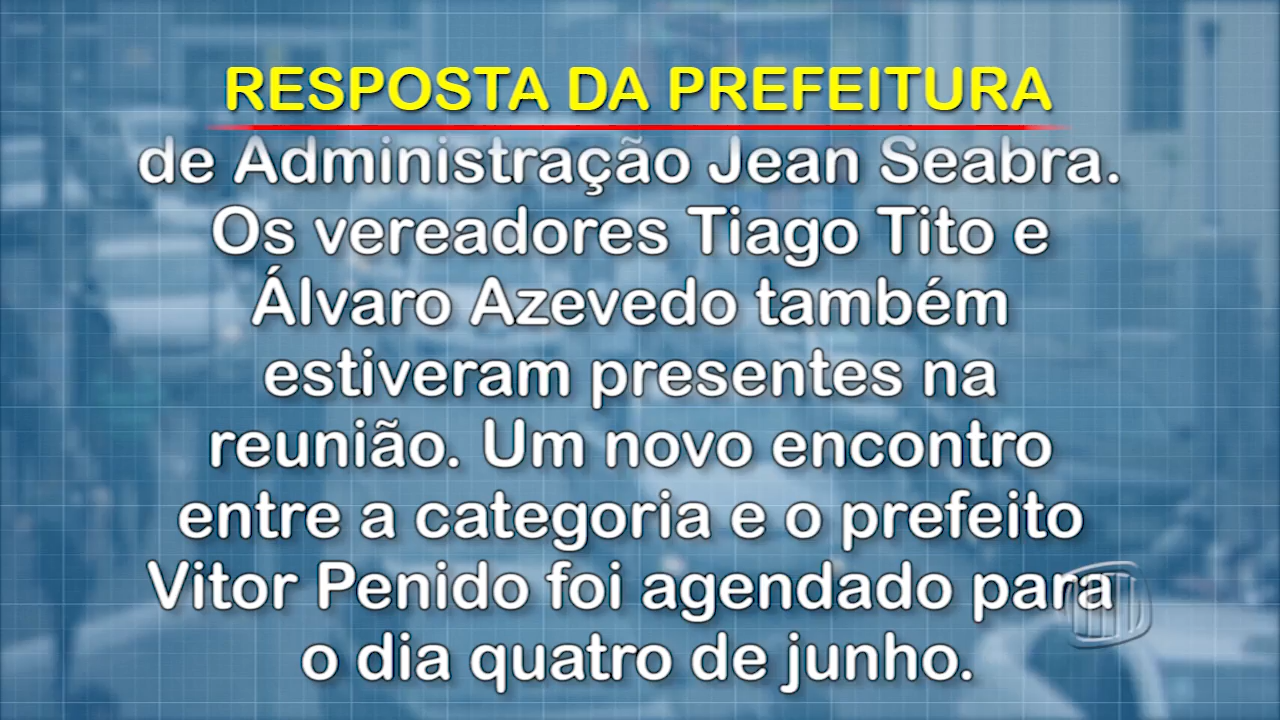 RESPOSTA DA PREFEITURA
de Administração Jean Seabra.
Os vereadores Tiago Tito e
Álvaro Azevedo também
estiveram presentes na
reunião. Um novo encontro
entre a categoria e o prefeito
Vitor Penido foi agendado para
o dia quatro de junho.